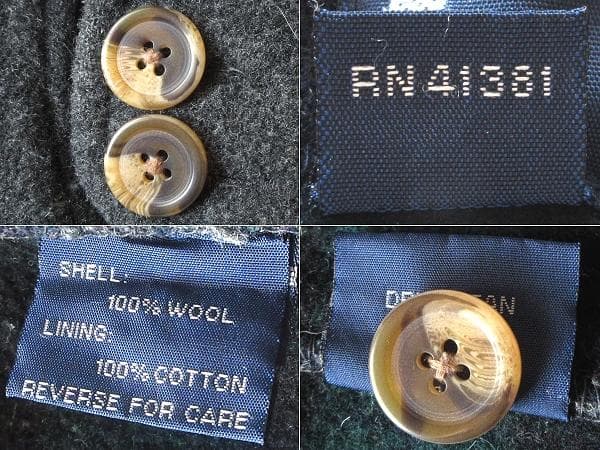 RN 41381
SHELL:
100% WOOL
LINING:
100% COTTON
REVERSE FOR CARE